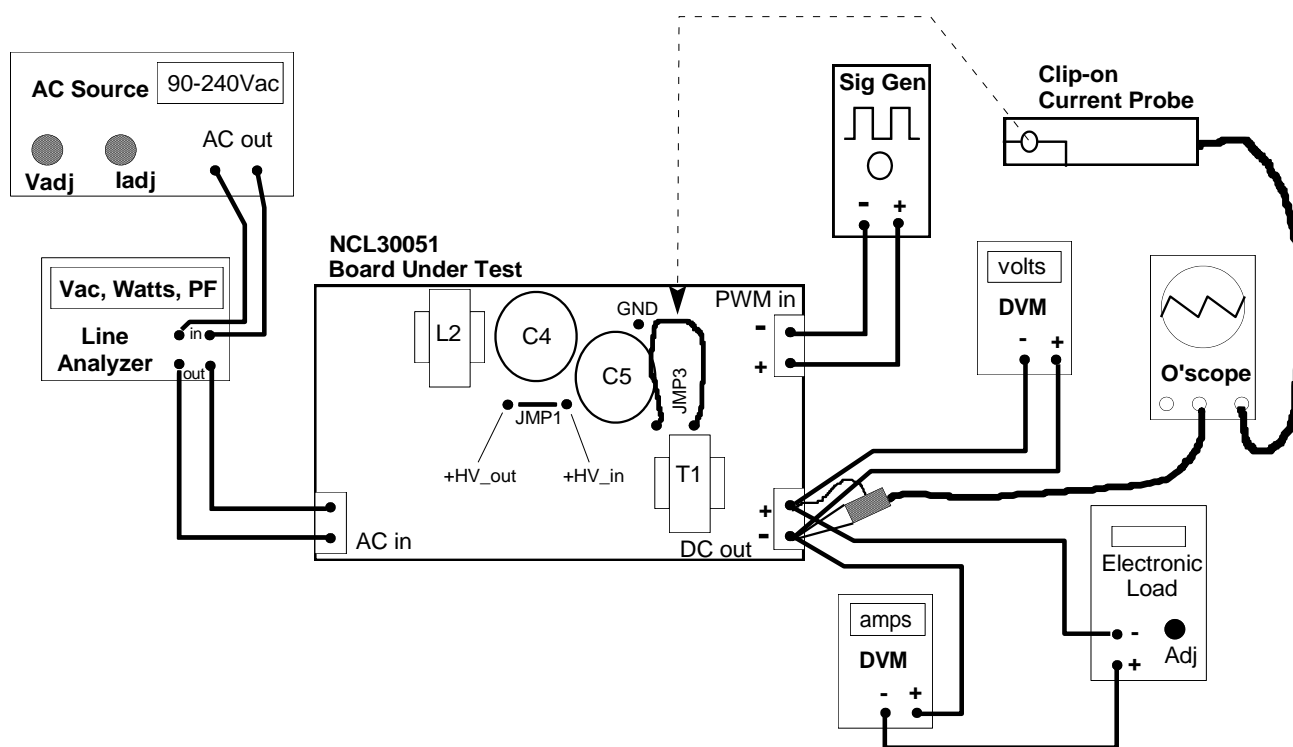 AC Source
90-240Vac
AC out
Vadj
Iadj
Vac, Watts, PF
Line
Analyzer
in
out
NCL30051
Board Under Test
L2
C4
C5
GND
JMP3
JMP1
+HV_out
+HV_in
T1
PWM in
-
+
AC in
DC out
+
-
Sig Gen
- +
Clip-on
Current Probe
volts
DVM
- +
O'scope
Electronic
Load
-
+
Adj
amps
DVM
- +